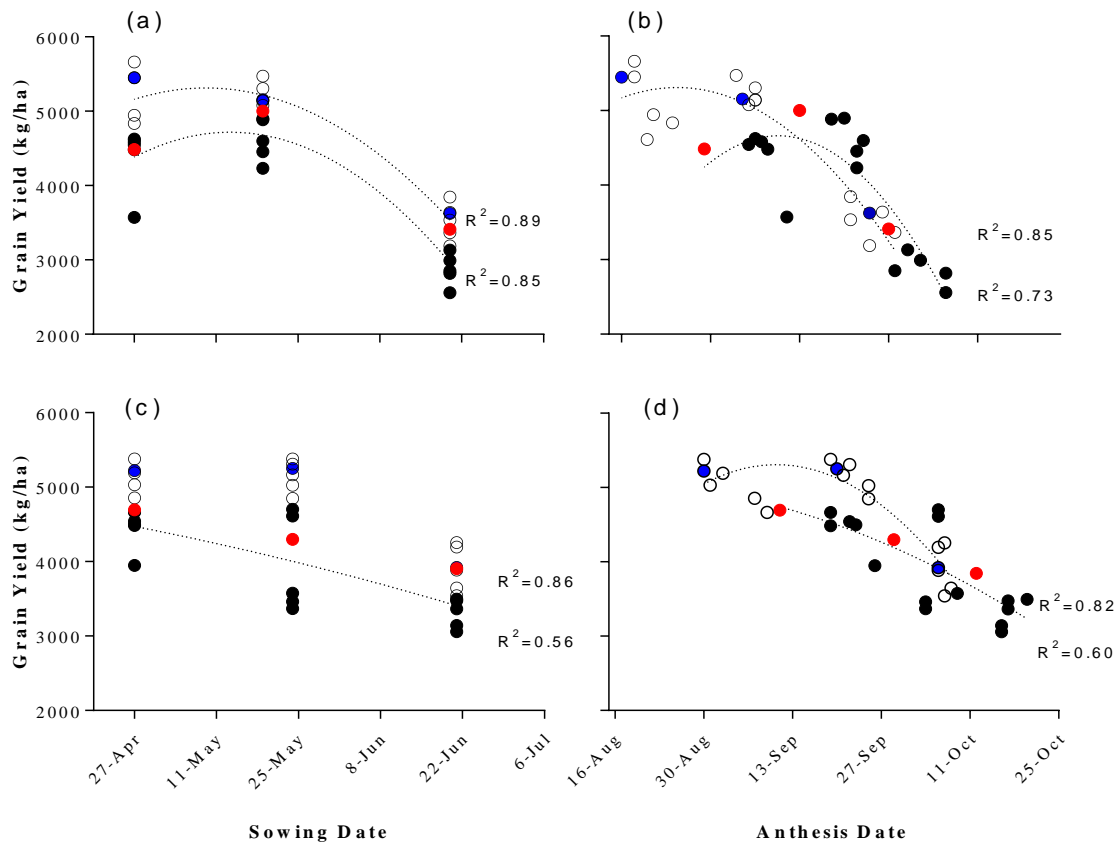 (a)
(b)
Grain Yield (kg/ha)
6000
5000
4000
3000
2000
R²=0.89
R²=0.85
R²=0.85
R²=0.73
(c)
(d)
Grain Yield (kg/ha)
6000
5000
4000
3000
2000
R²=0.86
R²=0.56
R²=0.82
R²=0.60
27-Apr
11-May
25-May
8-Jun
22-Jun
6-Jul
16-Aug
30-Aug
13-Sep
27-Sep
11-Oct
25-Oct
Sowing Date
Anthesis Date